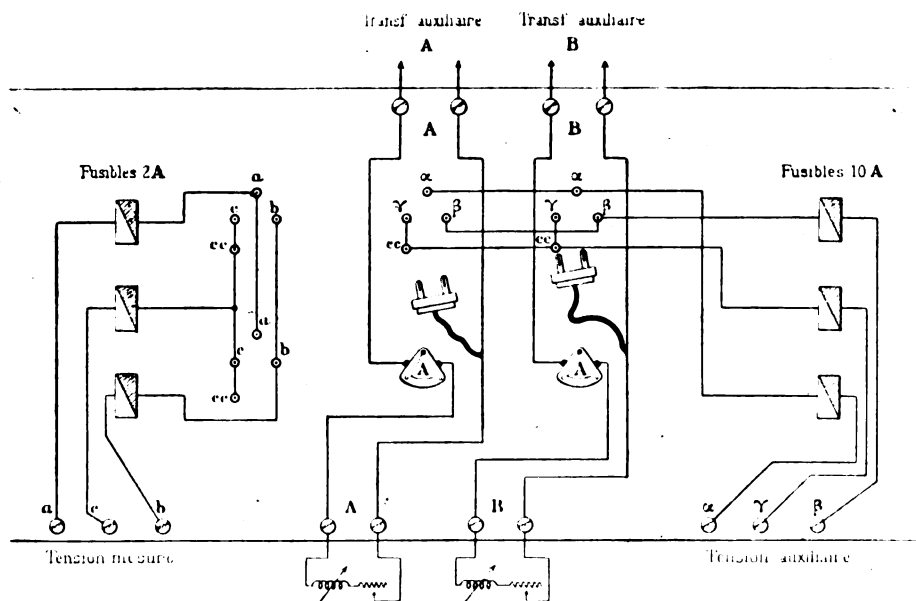 Transf auxiliaire Transf auxiliaire
A B
A B
Fusibles 2A Fusibles 10 A
a α α
c b γ β γ β
cc cc cc
a
c b
A A
cc
a c b A B α γ β
Tension mesure Tension auxiliaire